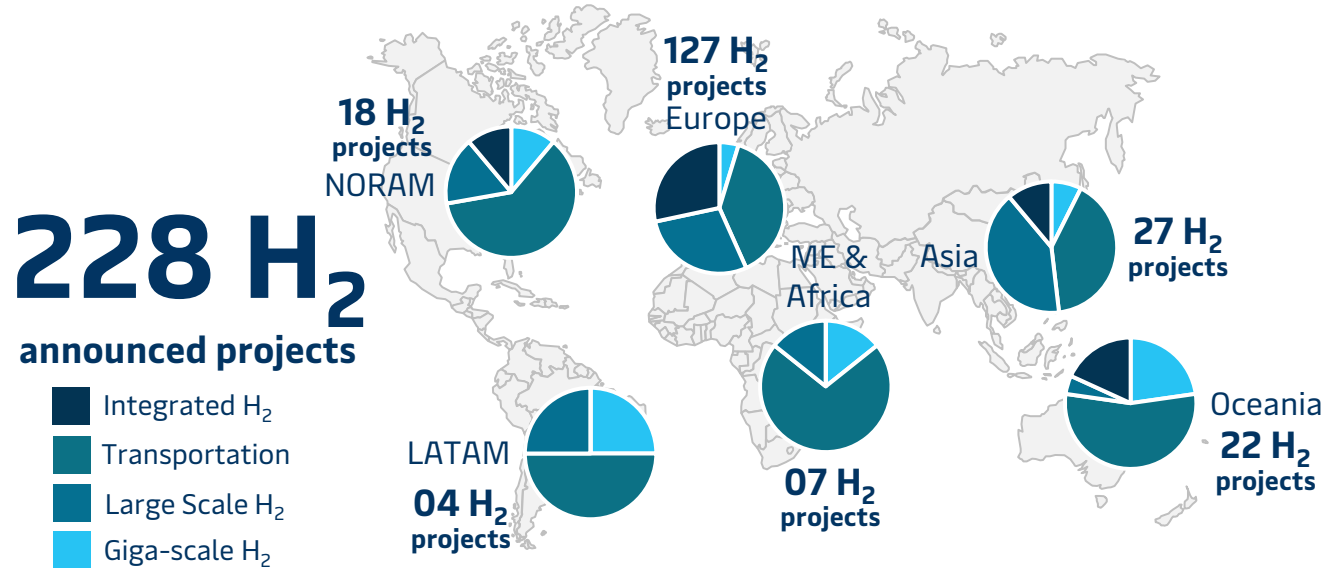 228 H₂
announced projects
Integrated H₂
Transportation
Large Scale H₂
Giga-scale H₂
18 H₂
projects
NORAM
127 H₂
projects
Europe
ME &
Africa
07 H₂
projects
Asia
27 H₂
projects
LATAM
04 H₂
projects
Oceania
22 H₂
projects